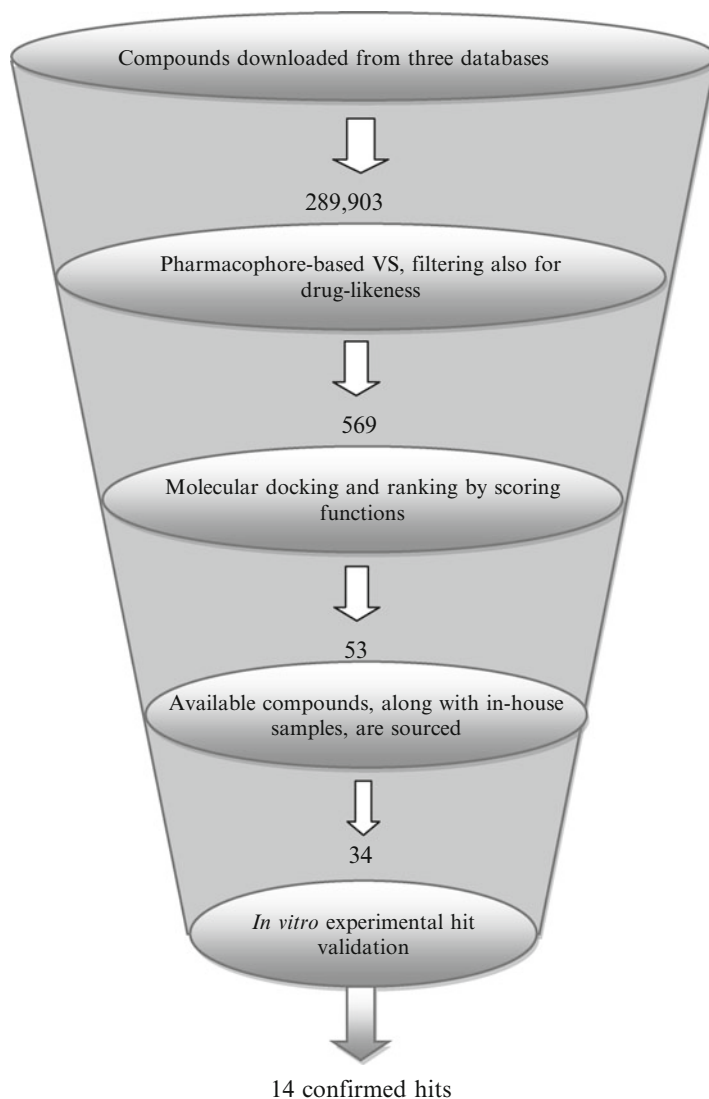 Compounds downloaded from three databases
289,903
Pharmacophore-based VS, filtering also for
drug-likeness
569
Molecular docking and ranking by scoring
functions
53
Available compounds, along with in-house
samples, are sourced
34
In vitro experimental hit
validation
14 confirmed hits